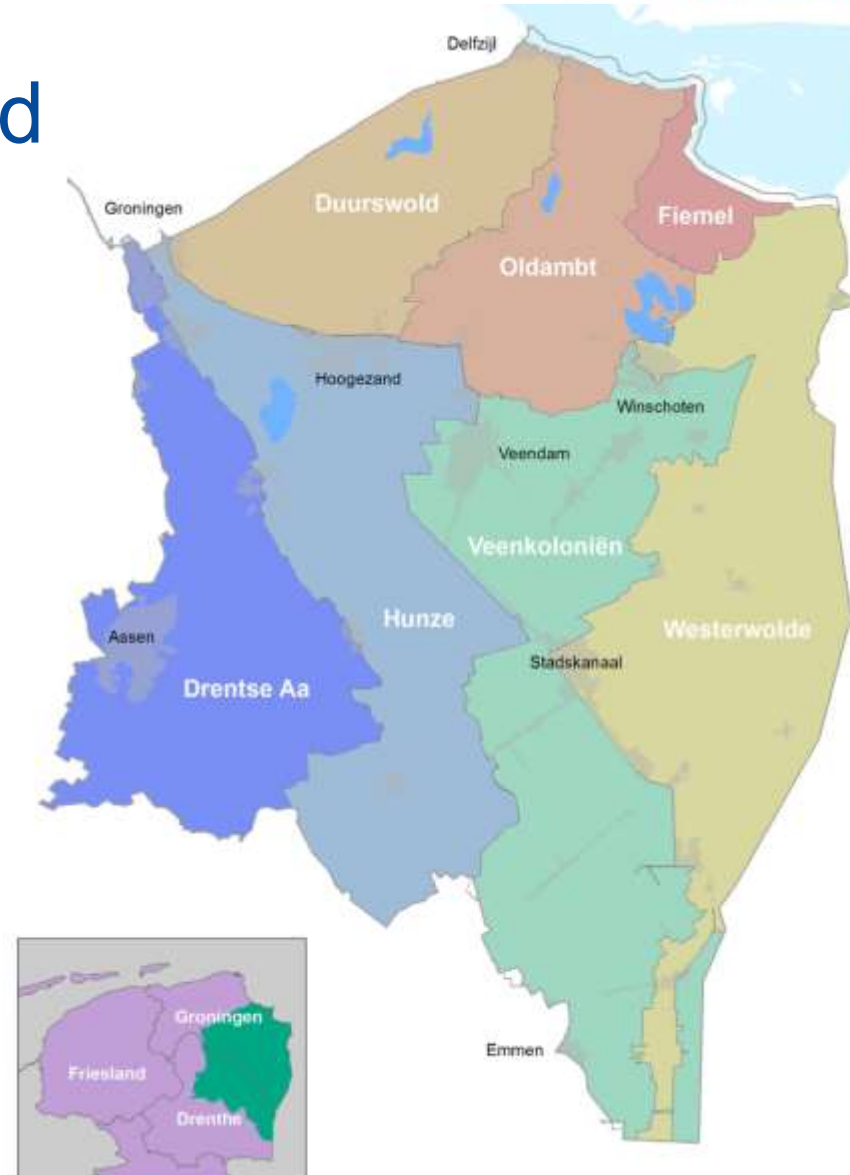 d
Delfzijl
Groningen
Duurswold
Fiemel
Oldambt
Hoogezand
Winschoten
Veendam
Veenkoloniën
Hunze
Westerwolde
Assen
Stadskanaal
Drentse Aa
Emmen
Groningen
Friesland
Drenthe